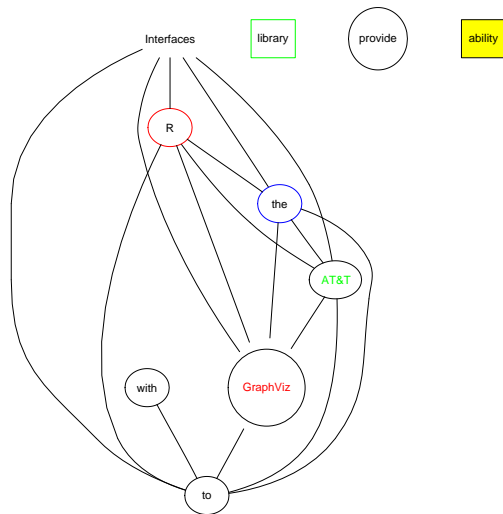 Interfaces
library
provide
ability
R
the
AT&T
with
GraphViz
to